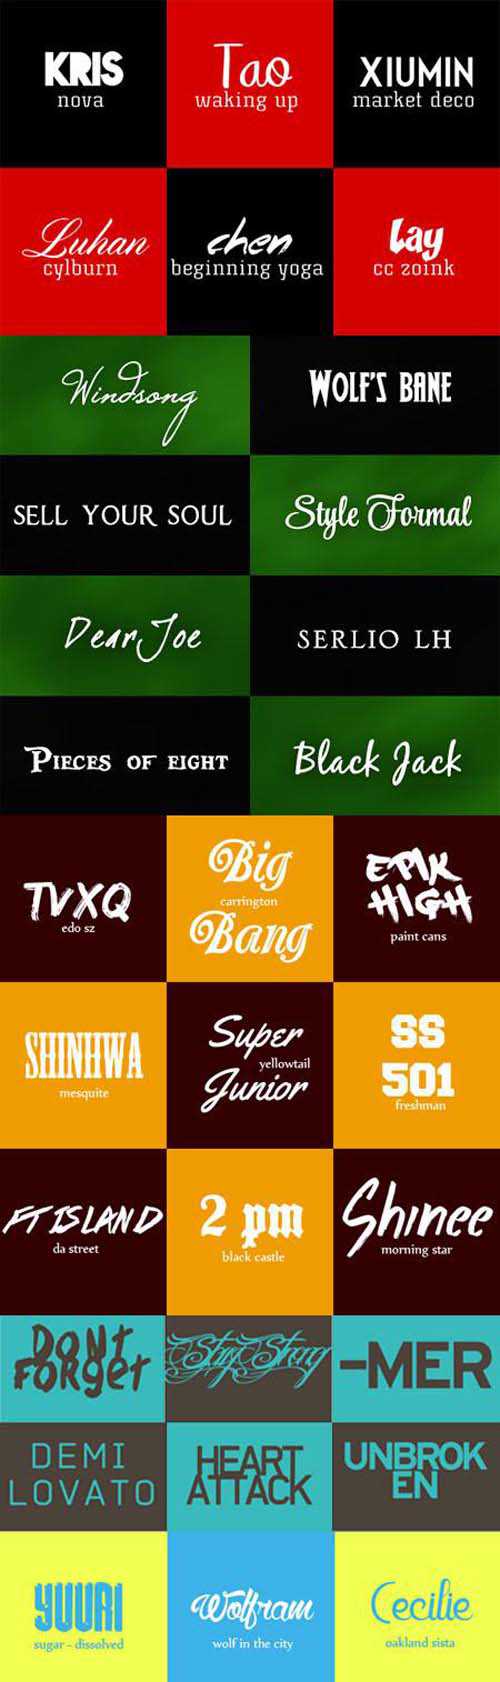 KRIS
nova
Tao
waking up
XIUMIN
market deco
Luhan
cylburn
chen
beginning yoga
Lay
cc zoink
Windsong
WOLF'S BANE
SELL YOUR SOUL
Style Formal
Dear Joe
SERLIO LH
PIECES OF EIGHT
Black Jack
TVXQ
edo sz
Big
carrington
Bang
EPIK
HIGH
paint cans
SHINHWA
mesquite
Super
yellowtail
Junior
SS
501
freshman
FT ISLAND
da street
2 pm
black castle
Shinee
morning star
DONT
FORGET
Stay Strong
-MER
DEMI
LOVATO
HEART
ATTACK
UNBROK
EN
YUURI
sugar - dissolved
Wolfram
wolf in the city
Cecilie
oakland sista